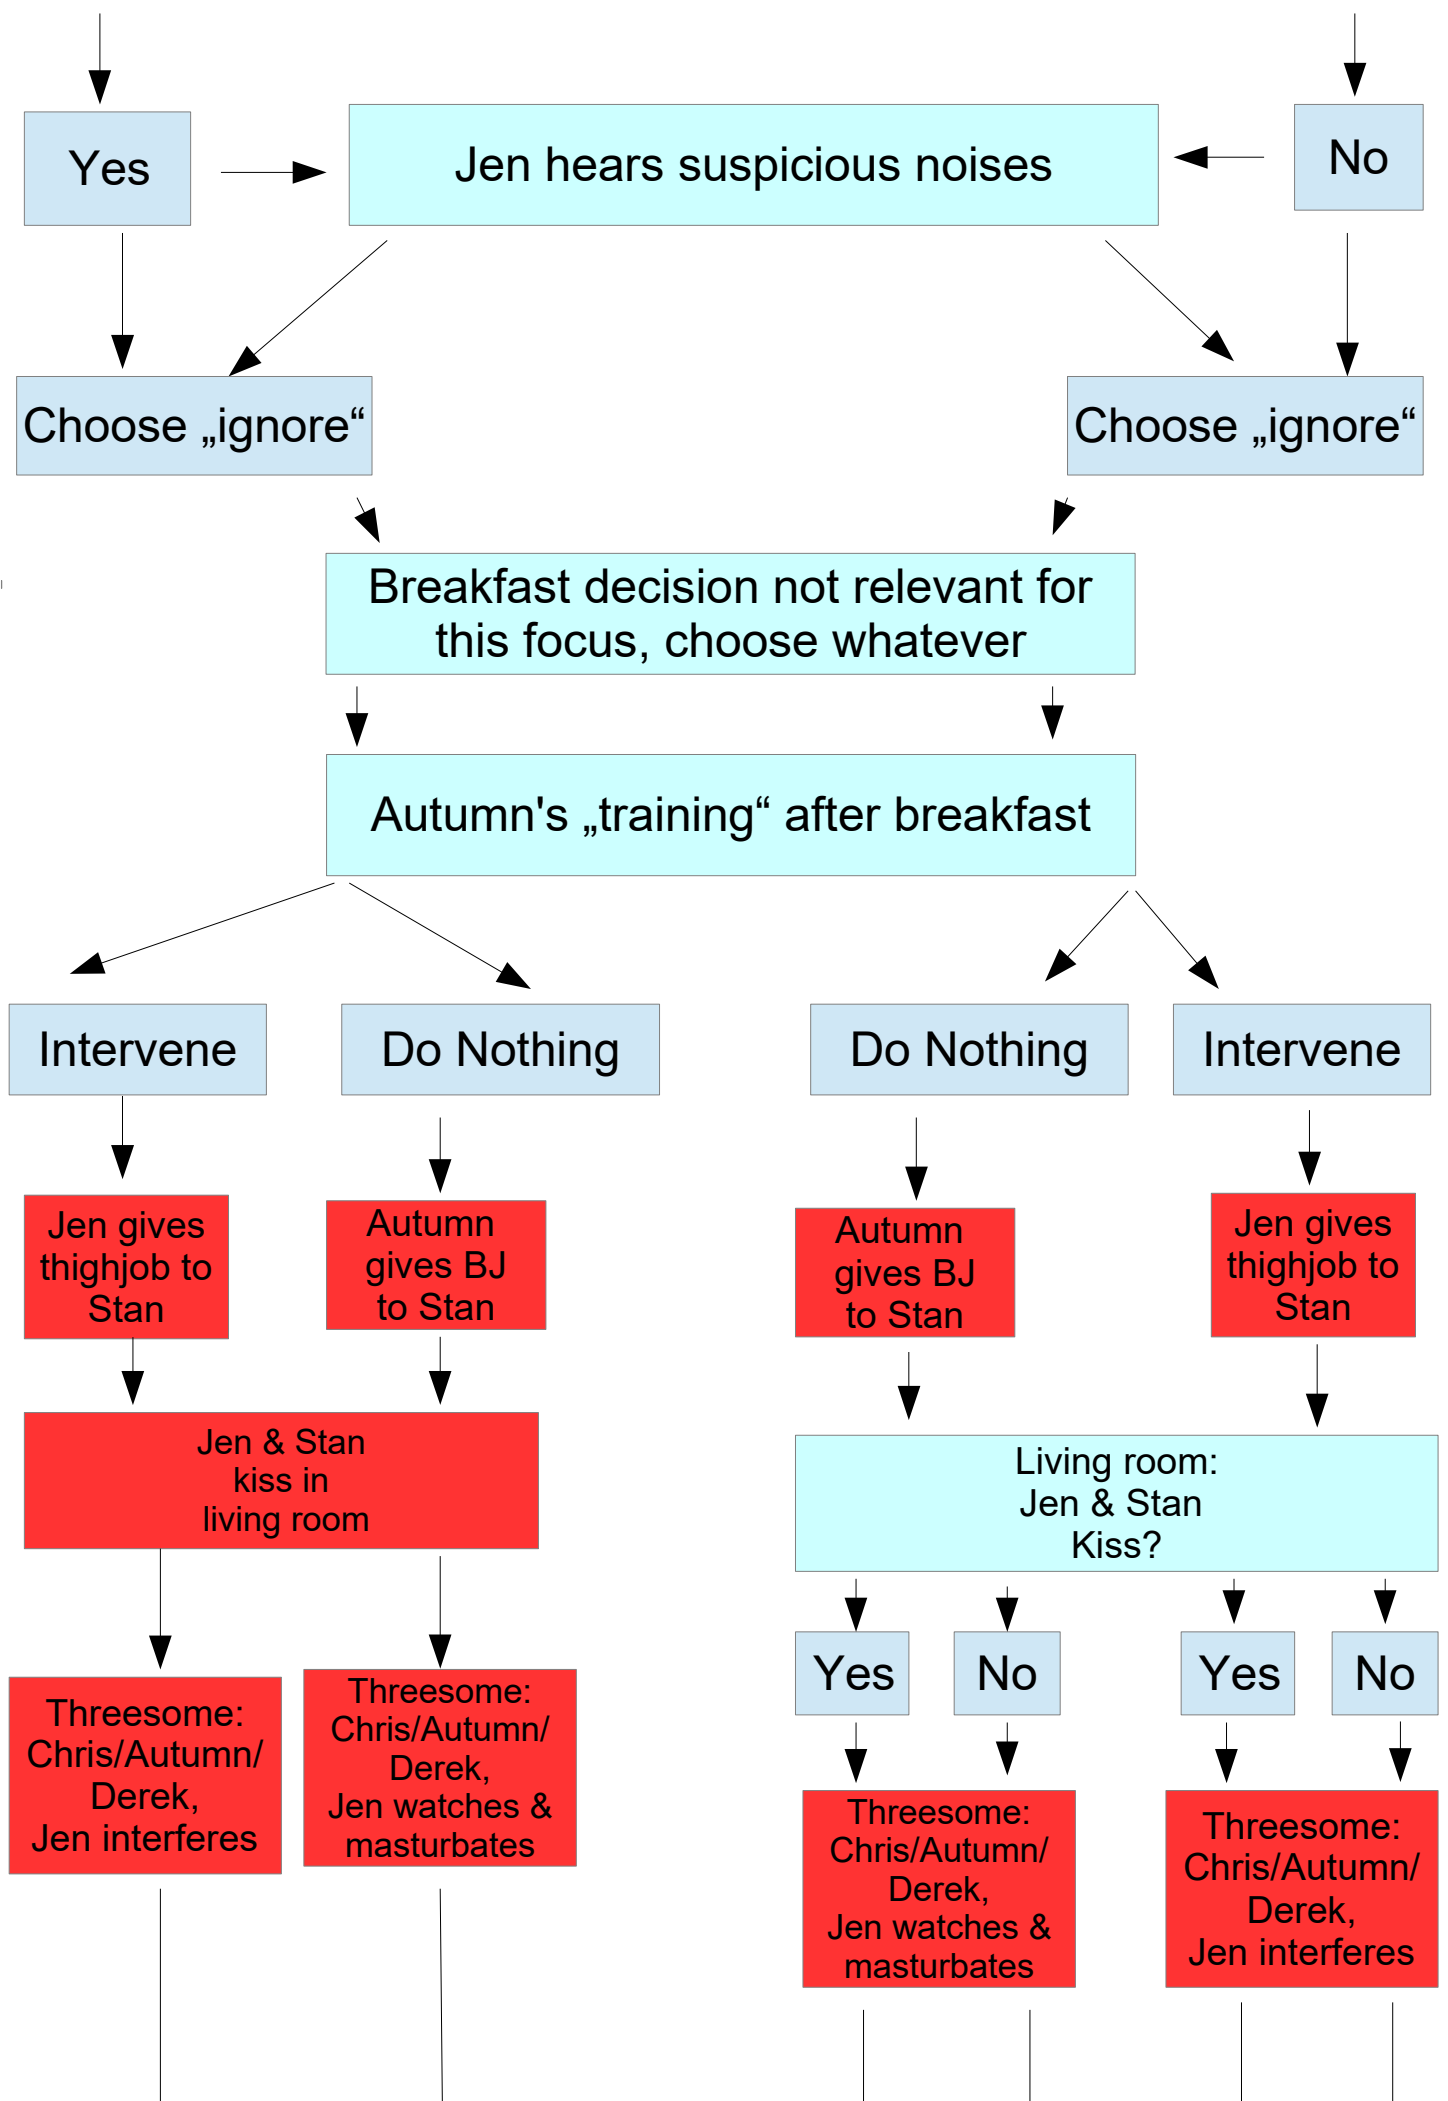 Yes
Jen hears suspicious noises
No
Choose „ignore“
Choose „ignore“
Breakfast decision not relevant for
this focus, choose whatever
Autumn's „training“ after breakfast
Intervene
Do Nothing
Do Nothing
Intervene
Jen gives
thighjob to
Stan
Autumn
gives BJ
to Stan
Autumn
gives BJ
to Stan
Jen gives
thighjob to
Stan
Jen & Stan
kiss in
living room
Living room:
Jen & Stan
Kiss?
Yes
No
Yes
No
Threesome:
Chris/Autumn/
Derek,
Jen interferes
Threesome:
Chris/Autumn/
Derek,
Jen watches &
masturbates
Threesome:
Chris/Autumn/
Derek,
Jen watches &
masturbates
Threesome:
Chris/Autumn/
Derek,
Jen interferes